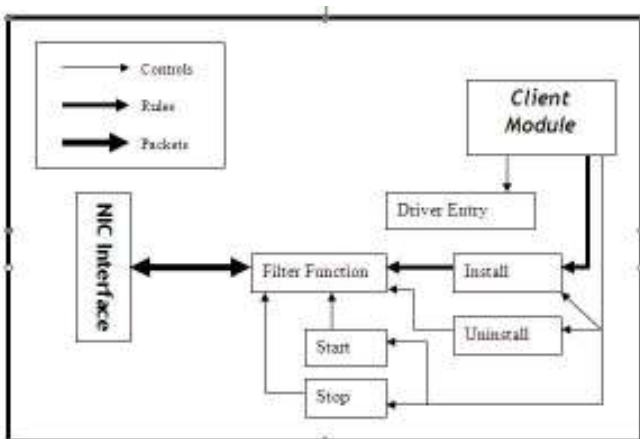 Controls
Rules
Packets
Client
Module
Driver Entry
NIC Interface
Filter Function
Install
Uninstall
Start
Stop